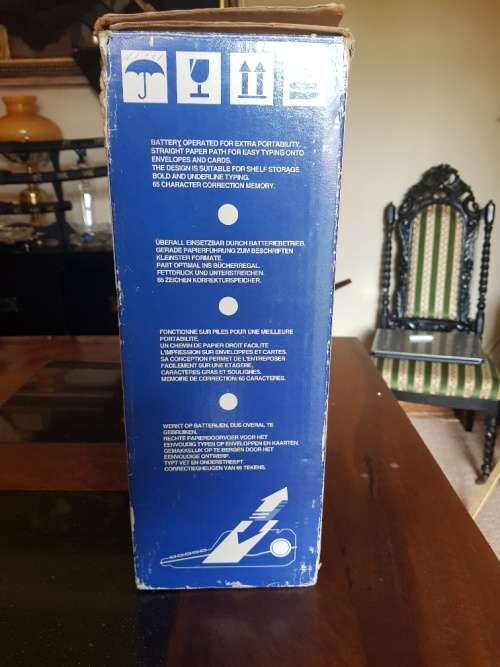 BATTERY OPERATED FOR EXTRA PORTABILITY.
STRAIGHT PAPER PATH FOR EASY TYPING ONTO
ENVELOPES AND CARDS.
THE DESIGN IS SUITABLE FOR SHELF STORAGE
BOLD AND UNDERLINE TYPING.
65 CHARACTER CORRECTION MEMORY.
ÜBERALL EINSETZBAR DURCH BATTERIEBETRIEB.
GERADE PAPIERFÜHRUNG ZUM BESCHRIFTEN
KLEINSTER FORMATE.
PAßT OPTIMAL INS BÜCHERREGAL.
FETTDRUCK UND UNTERSTREICHEN.
65 ZEICHEN KORREKTURSPEICHER.
FONCTIONNE SUR PILES POUR UNE MEILLEURE
PORTABILITE.
UN CHEMIN DE PAPIER DROIT FACILITE
L'IMPRESSION SUR ENVELOPPES ET CARTES.
SA CONCEPTION PERMET DE L'ENTREPOSER
FACILEMENT SUR UNE ETAGERE.
CARACTERES GRAS ET SOULIGNES.
MEMOIRE DE CORRECTION: 65 CARACTERES.
WERKT OP BATTERIJEN, DUS OVERAL TE
GEBRUIKEN.
RECHTE PAPIERDOORVOER VOOR HET
EENVOUDIG TYPEN OP ENVELOPPEN EN KAARTEN.
GEMAKKELIJK OP TE BERGEN DOOR HET
EENVOUDIGE ONTWERP.
TYPT VET EN ONDERSTREEPT.
CORRECTIEGHEUGEN VAN 65 TEKENS.